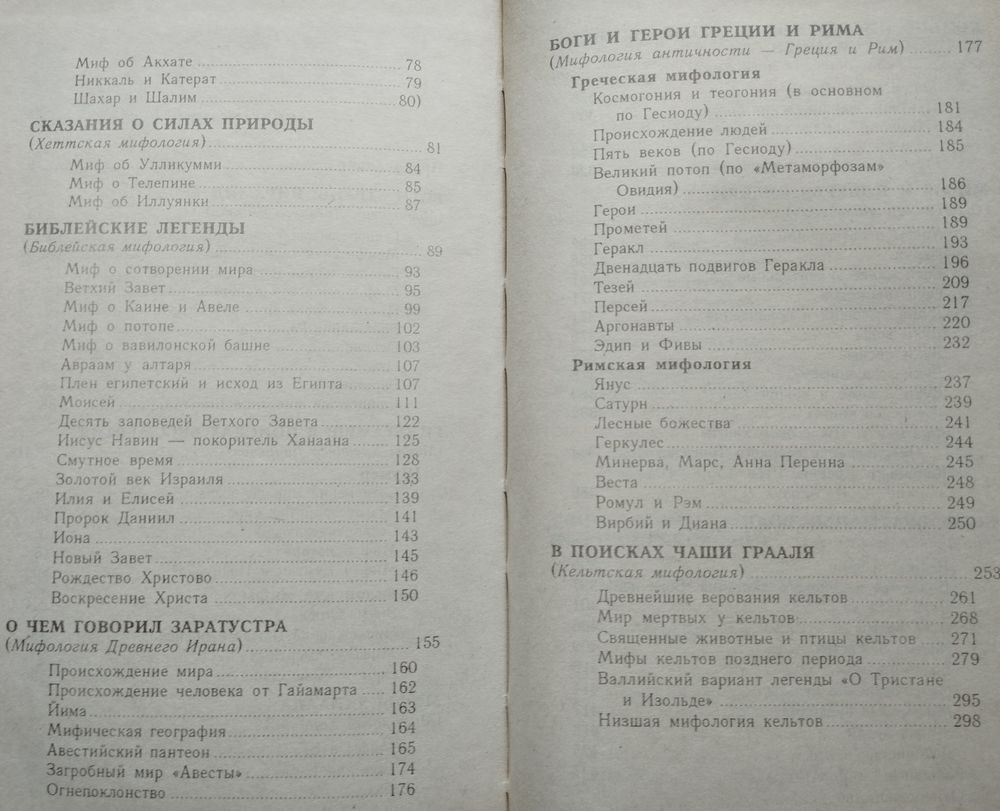 Миф об Акхате 78
Никкаль и Катерат 79
Шахар и Шалим 80)
СКАЗАНИЯ О СИЛАХ ПРИРОДЫ
(Хеттская мифология) 81
Миф об Улликумми 84
Миф о Телепине 85
Миф об Иллуянки 87
БИБЛЕЙСКИЕ ЛЕГЕНДЫ
(Библейская мифология) 89
Миф о сотворении мира 93
Ветхий Завет 95
Миф о Каине и Авеле 99
Миф о потопе 102
Миф о вавилонской башне 103
Авраам у алтаря 107
Плен египетский и исход из Египта 107
Моисей 111
Десять заповедей Ветхого Завета 122
Иисус Навин — покоритель Ханаана 125
Смутное время 128
Золотой век Израиля 133
Илия и Елисей 139
Пророк Даниил 141
Иона 143
Новый Завет 145
Рождество Христово 146
Воскресение Христа 150
О ЧЕМ ГОВОРИЛ ЗАРАТУСТРА
(Мифология Древнего Ирана) 155
Происхождение мира 160
Происхождение человека от Гайамарта 162
Йима 163
Мифическая география 164
Авестийский пантеон 165
Загробный мир «Авесты» 174
Огнепоклонство 176
БОГИ И ГЕРОИ ГРЕЦИИ И РИМА
(Мифология античности — Греция и Рим) 177
Греческая мифология
Космогония и теогония (в основном
по Гесиоду) 181
Происхождение людей 184
Пять веков (по Гесиоду) 185
Великий потоп (по «Метаморфозам»
Овидия) 186
Герои 189
Прометей 189
Геракл 193
Двенадцать подвигов Геракла 196
Тезей 209
Персей 217
Аргонавты 220
Эдип и Фивы 232
Римская мифология
Янус 237
Сатурн 239
Лесные божества 241
Геркулес 244
Минерва, Марс, Анна Перенна 245
Веста 248
Ромул и Рэм 249
Вирбий и Диана 250
В ПОИСКАХ ЧАШИ ГРААЛЯ
(Кельтская мифология) 253
Древнейшие верования кельтов 261
Мир мертвых у кельтов 268
Священные животные и птицы кельтов 271
Мифы кельтов позднего периода 279
Валлийский вариант легенды «О Тристане
и Изольде» 295
Низшая мифология кельтов 298